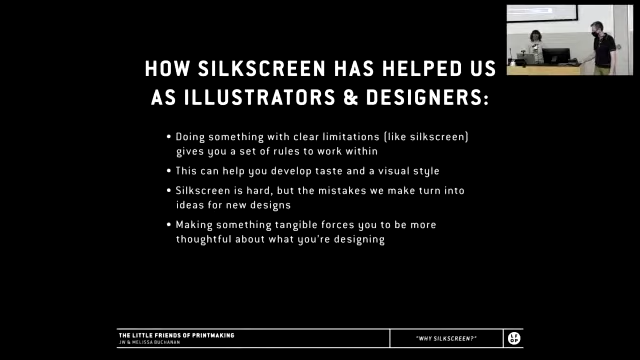 HOW SILKSCREEN HAS HELPED US
AS ILLUSTRATORS & DESIGNERS:
• Doing something with clear limitations (like silkscreen)
gives you a set of rules to work within
• This can help you develop taste and a visual style
• Silkscreen is hard, but the mistakes we make turn into
ideas for new designs
• Making something tangible forces you to be more
thoughtful about what you're designing
THE LITTLE FRIENDS OF PRINTMAKING
JW & MELISSA BUCHANAN
"WHY SILKSCREEN?"
LF
OP